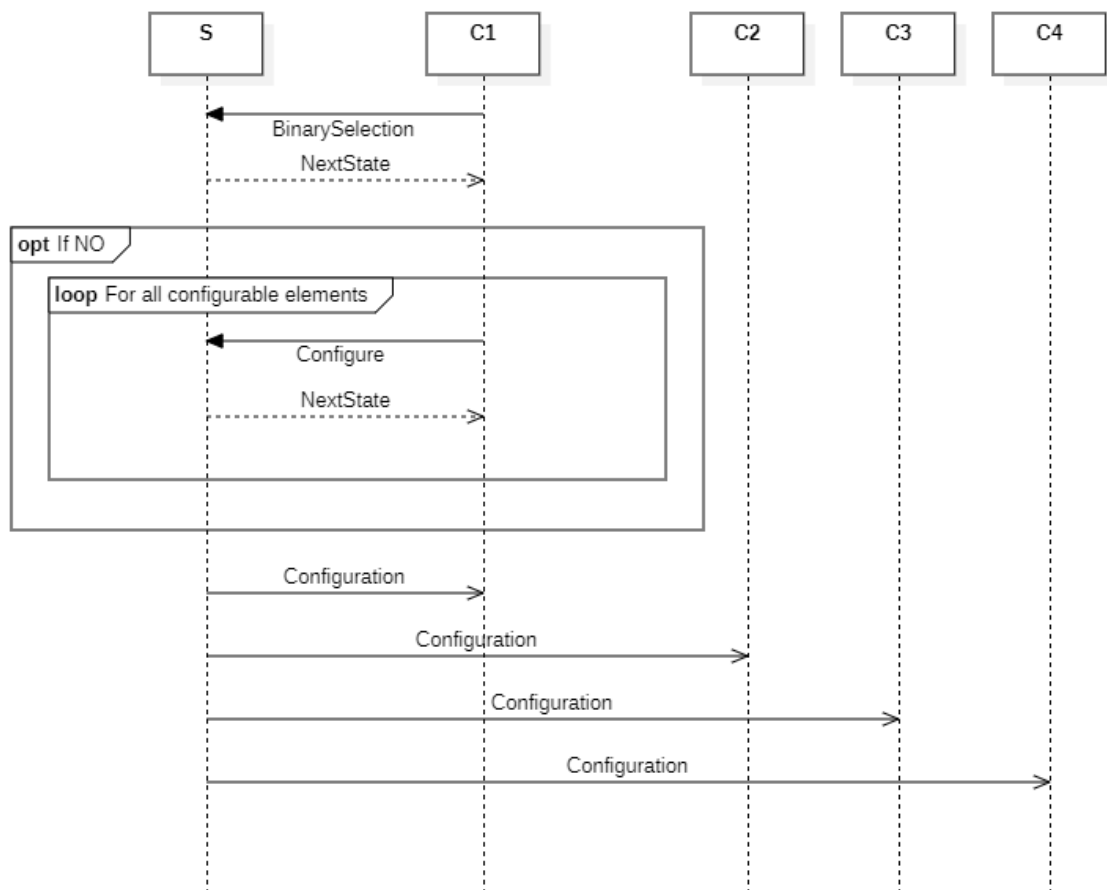 S
C1
C2
C3
C4
BinarySelection
NextState
opt If NO
loop For all configurable elements
Configure
NextState
Configuration
Configuration
Configuration
Configuration